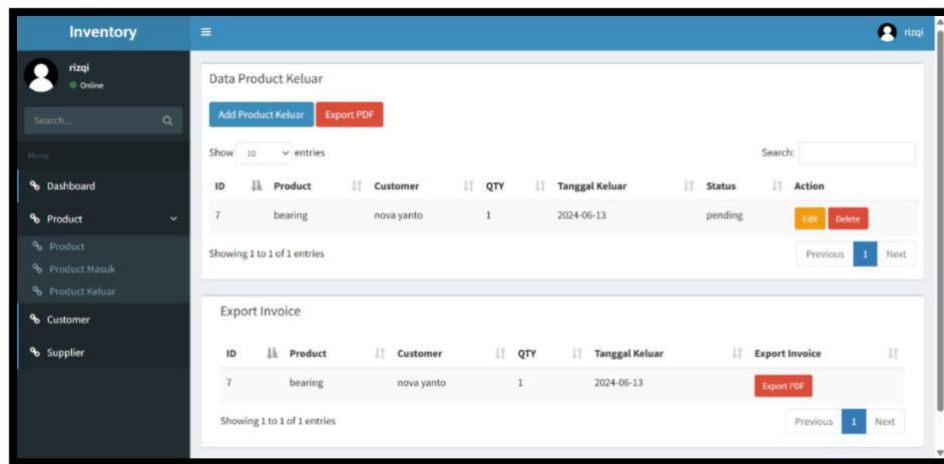 Inventory
rizqi
rizqi
Online
Search...
Menu
Dashboard
Product
Product
Product Masuk
Product Keluar
Customer
Supplier
Data Product Keluar
Add Product Keluar Export PDF
Show 10 entries Search:
ID Product Customer QTY Tanggal Keluar Status Action
7 bearing nova yanto 1 2024-06-13 pending Edit Delete
Showing 1 to 1 of 1 entries Previous 1 Next
Export Invoice
ID Product Customer QTY Tanggal Keluar Export Invoice
7 bearing nova yanto 1 2024-06-13 Export PDF
Showing 1 to 1 of 1 entries Previous 1 Next